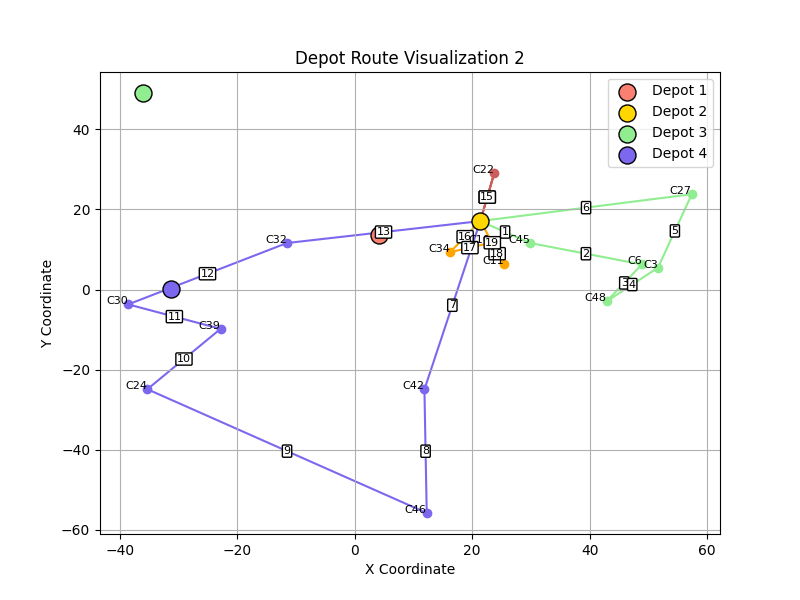 Depot Route Visualization 2
Depot 1
Depot 2
Depot 3
Depot 4
Y Coordinate
40
20
0
−20
−40
−60
C22
15
C27
6
C32
13
16
1
C45
C34
17
19
18
C11
2
5
C6
C3
12
3
4
C48
C30
11
C39
7
10
C24
C42
9
8
C46
−40
−20
0
20
40
60
X Coordinate